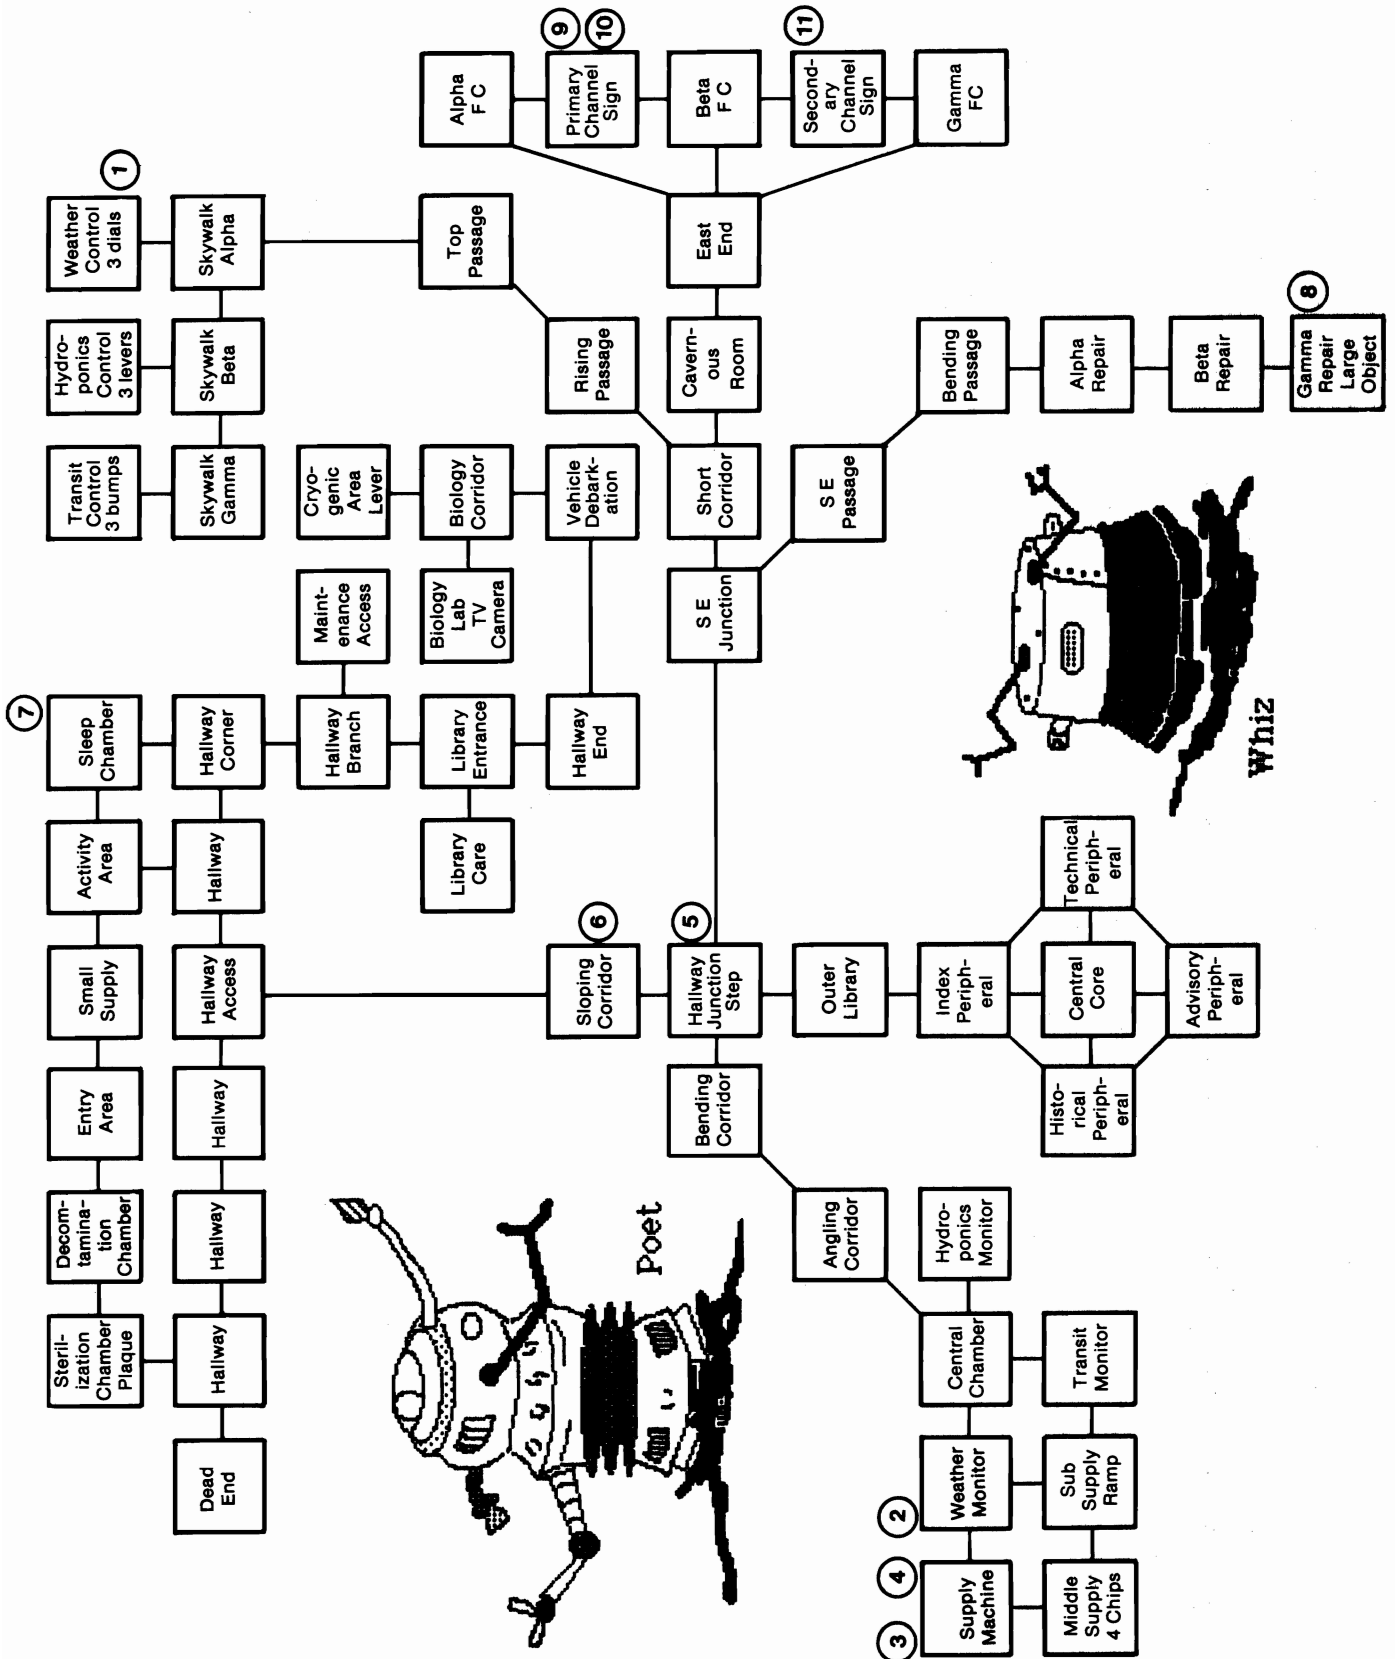 7
Steril-
ization
Chamber
Plaque
Decom-
tamina-
tion
Chamber
Entry
Area
Small
Supply
Activity
Area
Sleep
Chamber
Transit
Control
3 bumps
Hydro-
ponics
Control
3 levers
Weather
Control
3 dials
1
Dead
End
Hallway
Hallway
Hallway
Hallway
Access
Hallway
Hallway
Corner
Skywalk
Gamma
Skywalk
Beta
Skywalk
Alpha
Hallway
Branch
Maint-
enance
Access
Cryo-
genic
Area
Lever
Library
Care
Library
Entrance
Biology
Lab
TV
Camera
Biology
Corridor
Top
Passage
Alpha
F C
Sloping
Corridor
6
Hallway
End
Vehicle
Debark-
ation
Rising
Passage
Primary
Channel
Sign
9
10
Poet
Bending
Corridor
Hallway
Junction
Step
5
S E
Junction
Short
Corridor
Cavern-
ous
Room
East
End
Beta
F C
Angling
Corridor
Outer
Library
S E
Passage
Second-
ary
Channel
Sign
11
3
4
2
Supply
Machine
Weather
Monitor
Central
Chamber
Hydro-
ponics
Monitor
Index
Periph-
eral
Bending
Passage
Gamma
FC
Middle
Supply
4 Chips
Sub
Supply
Ramp
Transit
Monitor
Histo-
rical
Periph-
eral
Central
Core
Technical
Periph-
eral
Alpha
Repair
Advisory
Periph-
eral
Beta
Repair
Whiz
Gamma
Repair
Large
Object
8